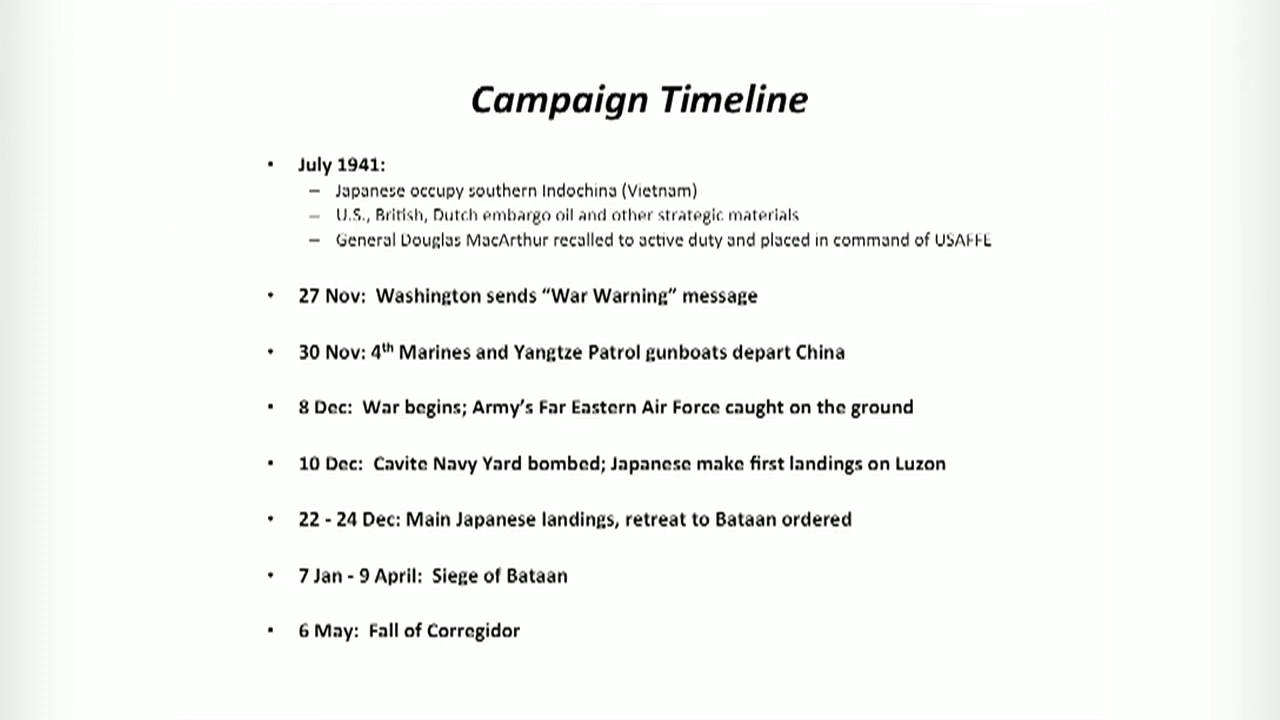 Campaign Timeline
• July 1941:
– Japanese occupy southern Indochina (Vietnam)
– U.S., British, Dutch embargo oil and other strategic materials
– General Douglas MacArthur recalled to active duty and placed in command of USAFFE
• 27 Nov: Washington sends “War Warning” message
• 30 Nov: 4th Marines and Yangtze Patrol gunboats depart China
• 8 Dec: War begins; Army’s Far Eastern Air Force caught on the ground
• 10 Dec: Cavite Navy Yard bombed; Japanese make first landings on Luzon
• 22 - 24 Dec: Main Japanese landings, retreat to Bataan ordered
• 7 Jan - 9 April: Siege of Bataan
• 6 May: Fall of Corregidor